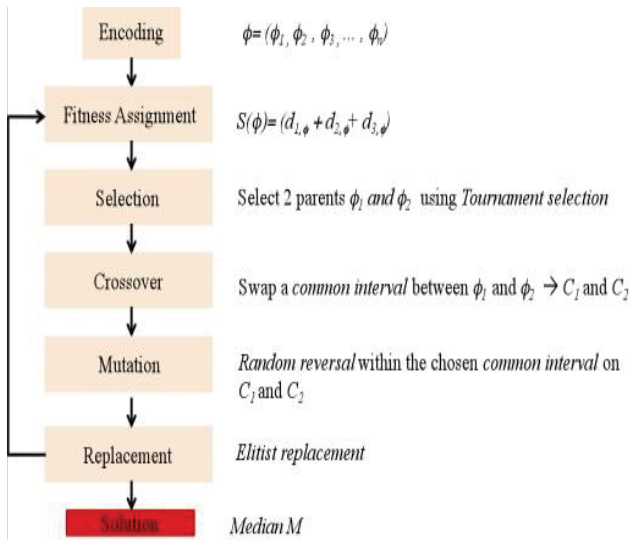 Encoding ϕ= (ϕ1, ϕ2 , ϕ3, ... , ϕn)
Fitness Assignment S(ϕ)= (d1,ϕ + d2,ϕ+ d3,ϕ)
Selection Select 2 parents ϕ1 and ϕ2 using Tournament selection
Crossover Swap a common interval between ϕ1 and ϕ2 → C1 and C2
Mutation Random reversal within the chosen common interval on
C1 and C2
Replacement Elitist replacement
Solution Median M